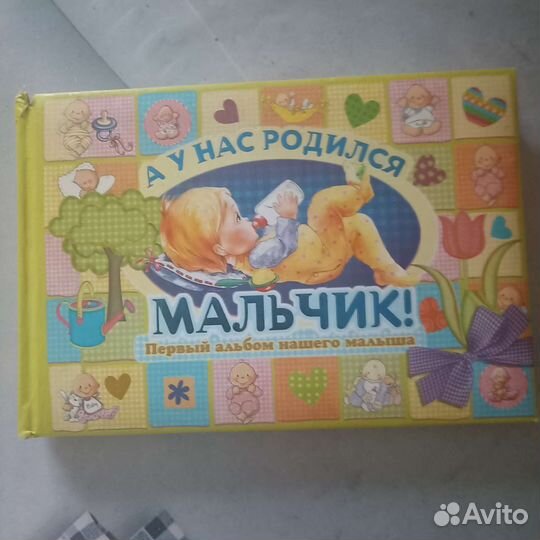 А У НАС РОДИЛСЯ
МАЛЬЧИК!
Первый альбом нашего малыша
Avito